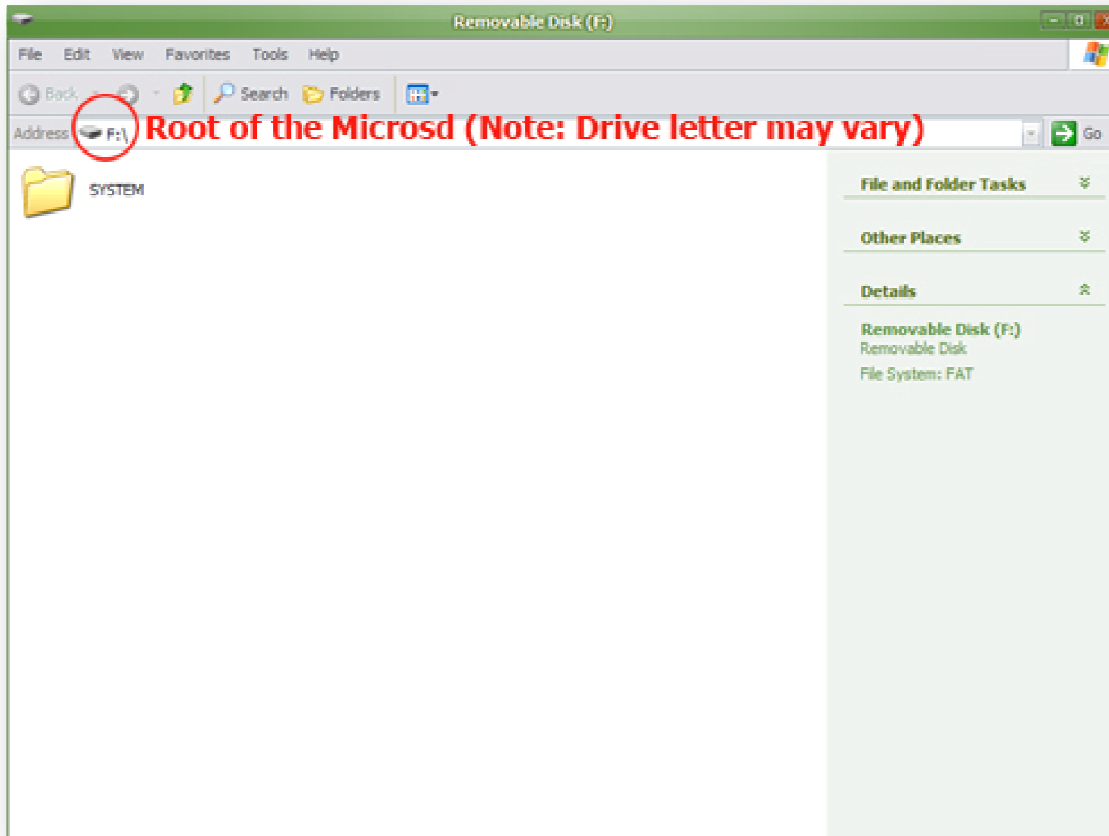 Removable Disk (F:)
File Edit View Favorites Tools Help
Back Search Folders
Address F:\ Root of the Microsd (Note: Drive letter may vary) Go
SYSTEM
File and Folder Tasks
Other Places
Details
Removable Disk (F:)
Removable Disk
File System: FAT